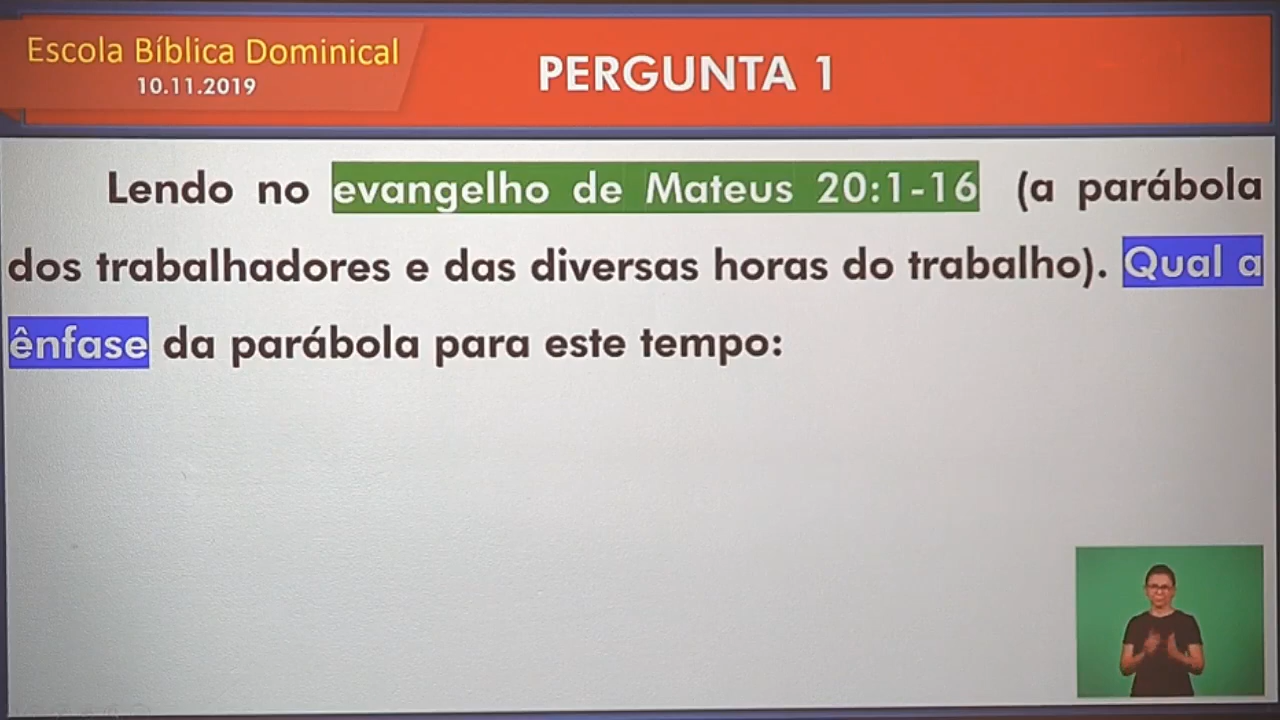 Escola Bíblica Dominical
10.11.2019
PERGUNTA 1
Lendo no evangelho de Mateus 20:1-16 (a parábola
dos trabalhadores e das diversas horas do trabalho). Qual a
ênfase da parábola para este tempo: